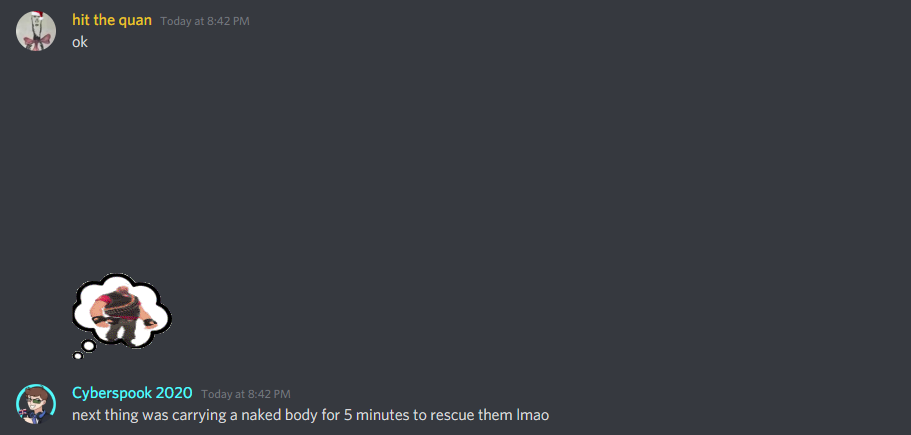 hit the quan Today at 8:42 PM
ok
Cyberspook 2020 Today at 8:42 PM
next thing was carrying a naked body for 5 minutes to rescue them lmao